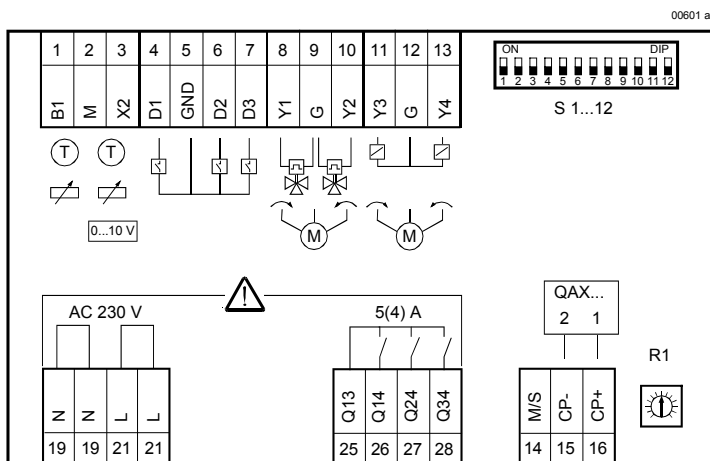 00601 a
1 2 3 4 5 6 7 8 9 10 11 12 13
B1 M X2 D1 GND D2 D3 Y1 G Y2 Y3 G Y4
ON DIP
1 2 3 4 5 6 7 8 9 10 11 12
S 1...12
T T
0...10 V
M M
AC 230 V
5(4) A
QAX...
2 1
R1
N N L L
Q13 Q14 Q24 Q34
M/S CP- CP+
19 19 21 21
25 26 27 28
14 15 16